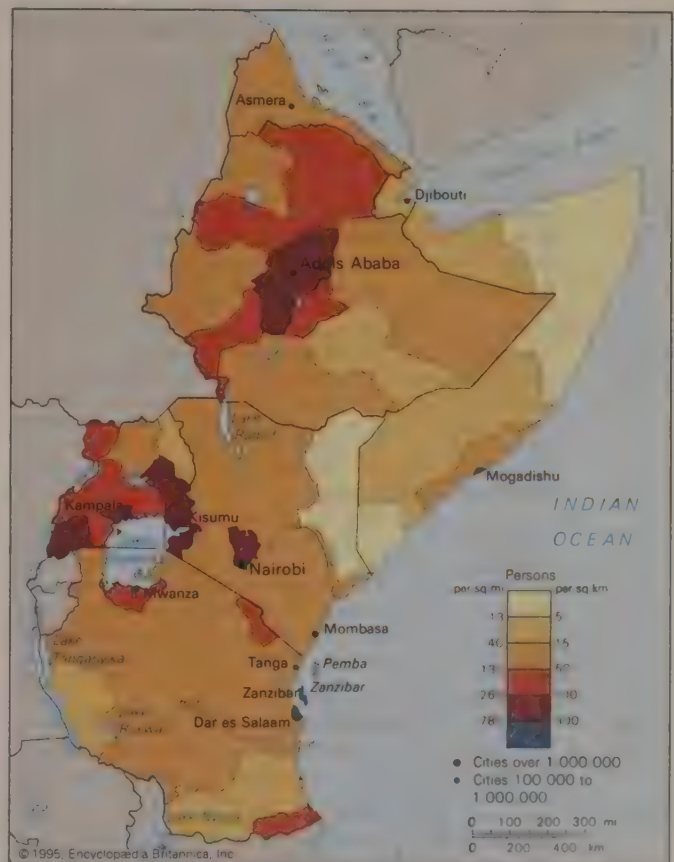 Asmera
Djibouti
Addis Ababa
Mogadishu
Kampala
Kisumu
INDIAN
OCEAN
Nairobi
Mwanza
Persons
per sq mi
per sq km
Mombasa
Lake
Tanganyika
Tanga
Pemba
Zanzibar
Zanzibar
Dar es Salaam
Cities over 1 000 000
Cities 100 000 to
1 000 000
0 100 200 300 mi
0 200 400 km
© 1995, Encyclopædia Britannica, Inc